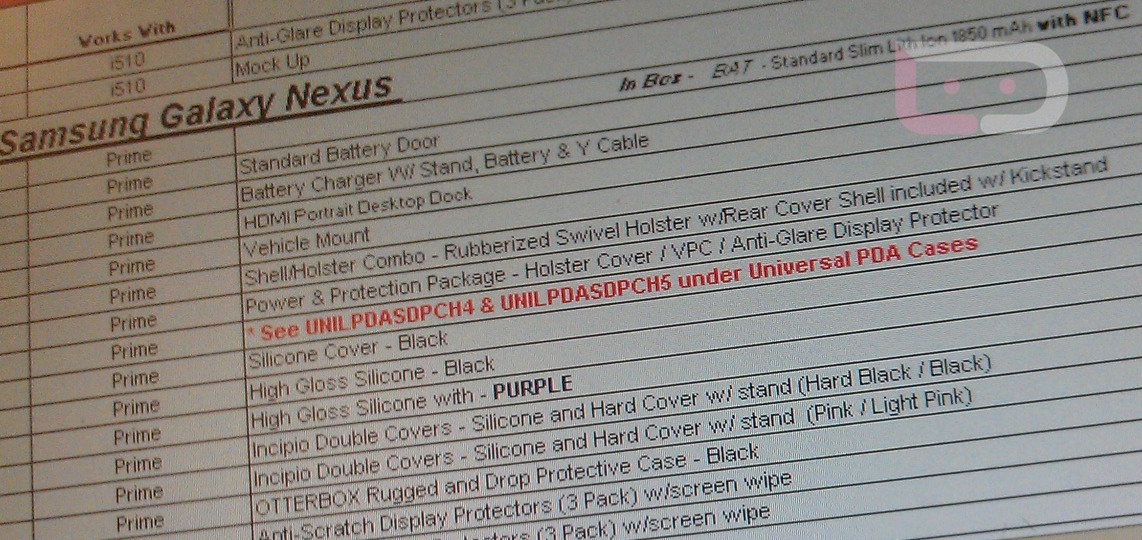 Works With
Anti-Glare Display Protectors (3
i510 Mock Up
i510
Samsung Galaxy Nexus In Box - BAT - Standard Slim Lith Ion 1850 mAh with NFC
Prime Standard Battery Door
Prime Battery Charger W/ Stand, Battery & Y Cable
Prime HDMI Portrait Desktop Dock
Prime Vehicle Mount
Prime Shell/Holster Combo - Rubberized Swivel Holster w/Rear Cover Shell included w/ Kickstand
Prime Power & Protection Package - Holster Cover / VPC / Anti-Glare Display Protector
Prime * See UNILPDASDPCH4 & UNILPDASDPCH5 under Universal PDA Cases
Prime Silicone Cover - Black
Prime High Gloss Silicone - Black
Prime High Gloss Silicone with - PURPLE
Prime Incipio Double Covers - Silicone and Hard Cover w/ stand (Hard Black / Black)
Prime Incipio Double Covers - Silicone and Hard Cover w/ stand (Pink / Light Pink)
Prime OTTERBOX Rugged and Drop Protective Case - Black
Prime Anti-Scratch Display Protectors (3 Pack) w/screen wipe
(3 Pack) w/screen wipe